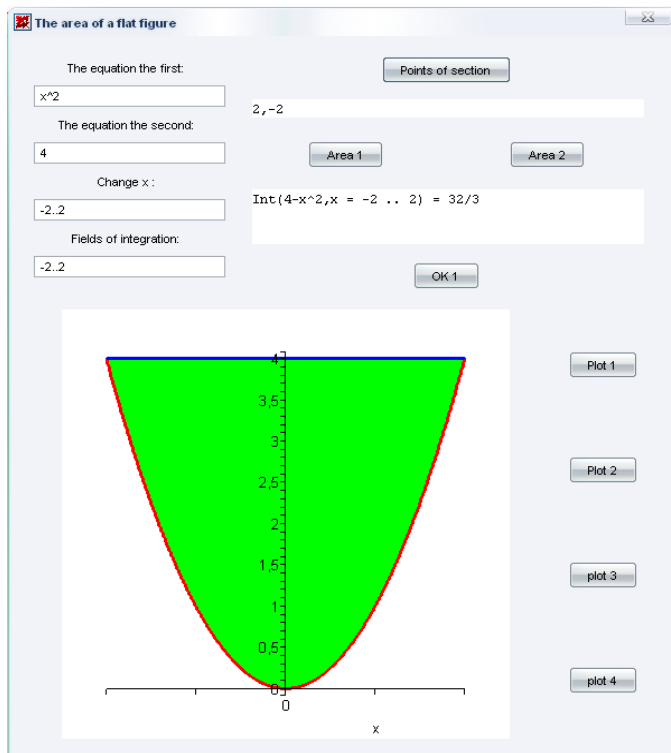 The area of a flat figure
The equation the first:
x^2
The equation the second:
4
Change x :
-2..2
Fields of integration:
-2..2
Points of section
2,-2
Area 1
Area 2
Int(4-x^2,x = -2 .. 2) = 32/3
OK 1
4
3,5
3
2,5
2
1,5
1
0,5
0
0
x
Plot 1
Plot 2
plot 3
plot 4